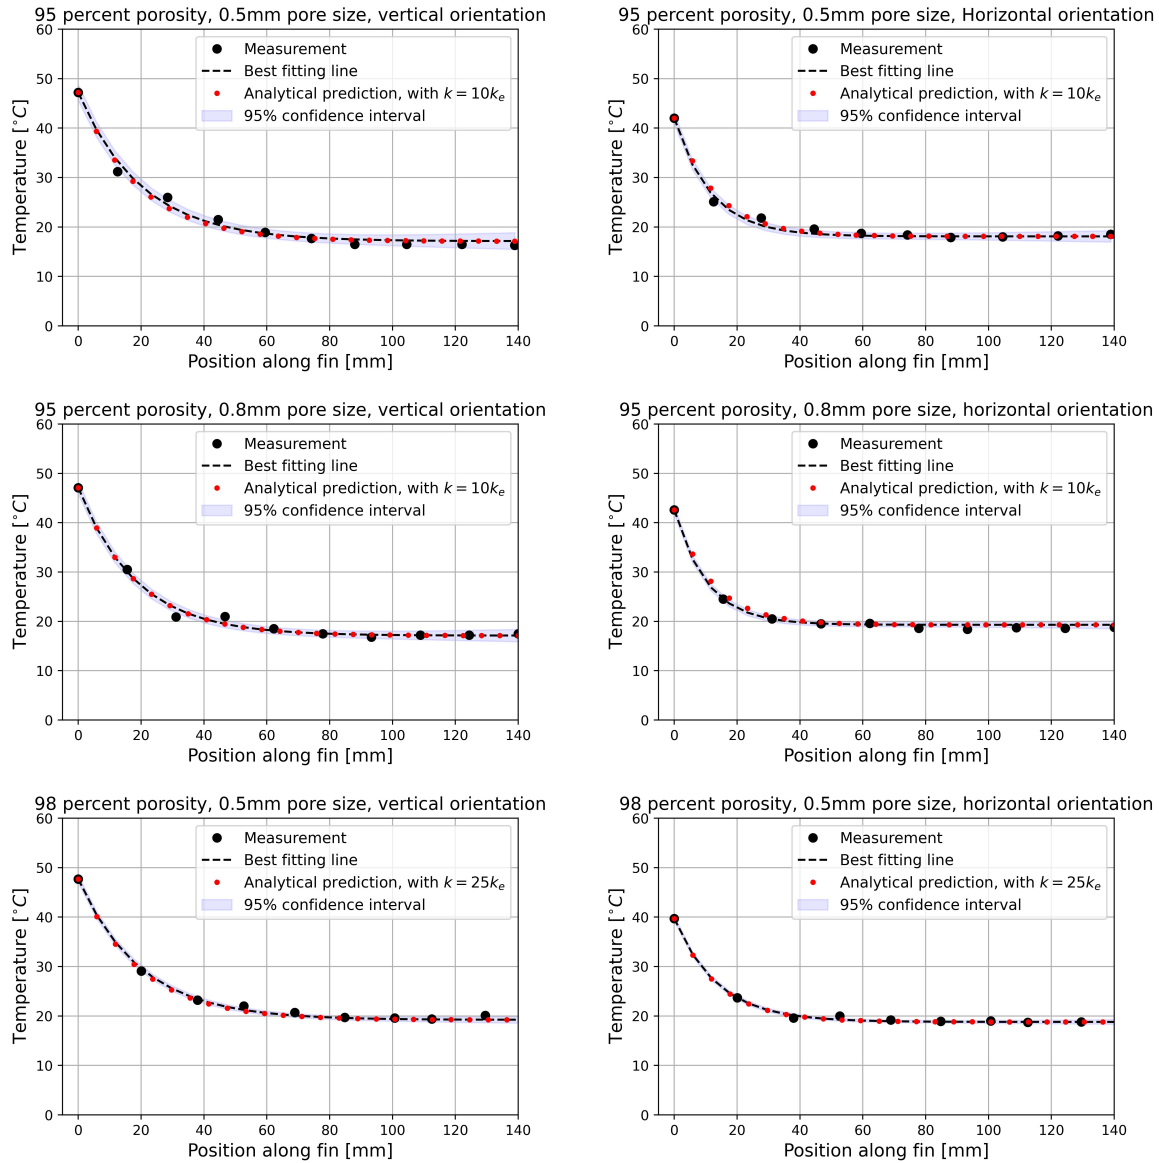 95 percent porosity, 0.5mm pore size, vertical orientation
60
50
40
30
20
10
0
Temperature [°C]
Measurement
Best fitting line
Analytical prediction, with k = 10kₑ
95% confidence interval
0 20 40 60 80 100 120 140
Position along fin [mm]
95 percent porosity, 0.5mm pore size, Horizontal orientation
60
50
40
30
20
10
0
Temperature [°C]
Measurement
Best fitting line
Analytical prediction, with k = 10kₑ
95% confidence interval
0 20 40 60 80 100 120 140
Position along fin [mm]
95 percent porosity, 0.8mm pore size, vertical orientation
60
50
40
30
20
10
0
Temperature [°C]
Measurement
Best fitting line
Analytical prediction, with k = 10kₑ
95% confidence interval
0 20 40 60 80 100 120 140
Position along fin [mm]
95 percent porosity, 0.8mm pore size, horizontal orientation
60
50
40
30
20
10
0
Temperature [°C]
Measurement
Best fitting line
Analytical prediction, with k = 10kₑ
95% confidence interval
0 20 40 60 80 100 120 140
Position along fin [mm]
98 percent porosity, 0.5mm pore size, vertical orientation
60
50
40
30
20
10
0
Temperature [°C]
Measurement
Best fitting line
Analytical prediction, with k = 25kₑ
95% confidence interval
0 20 40 60 80 100 120 140
Position along fin [mm]
98 percent porosity, 0.5mm pore size, horizontal orientation
60
50
40
30
20
10
0
Temperature [°C]
Measurement
Best fitting line
Analytical prediction, with k = 25kₑ
95% confidence interval
0 20 40 60 80 100 120 140
Position along fin [mm]